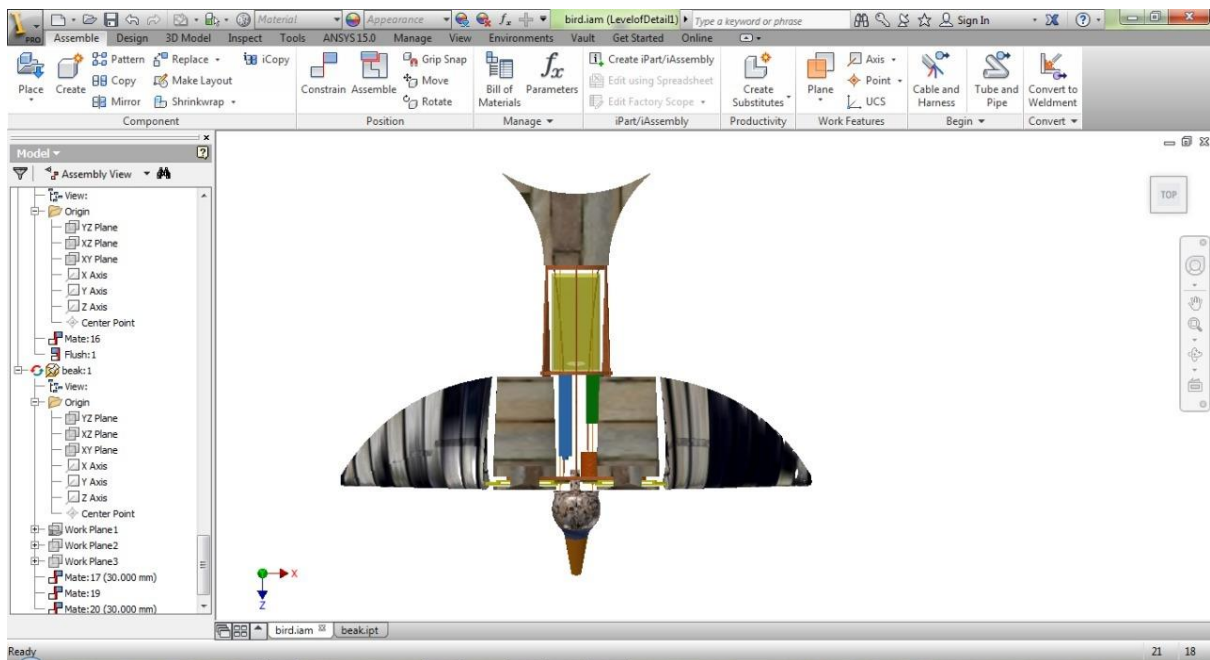 Material
Appearance
bird.iam (LevelofDetail1)
Type a keyword or phrase
Sign In
PRO
Assemble Design 3D Model Inspect Tools ANSYS 15.0 Manage View Environments Vault Get Started Online
Place
Create
Pattern
Copy
Mirror
Replace
Make Layout
Shrinkwrap
iCopy
Component
Constrain
Assemble
Grip Snap
Move
Rotate
Position
Bill of
Materials
Parameters
Manage
Create iPart/iAssembly
Edit using Spreadsheet
Edit Factory Scope
iPart/iAssembly
Create
Substitutes
Productivity
Plane
Axis
Point
UCS
Work Features
Cable and
Harness
Tube and
Pipe
Begin
Convert to
Weldment
Convert
Model
Assembly View
View:
Origin
YZ Plane
XZ Plane
XY Plane
X Axis
Y Axis
Z Axis
Center Point
Mate:16
Flush:1
beak:1
View:
Origin
YZ Plane
XZ Plane
XY Plane
X Axis
Y Axis
Z Axis
Center Point
Work Plane1
Work Plane2
Work Plane3
Mate:17 (30.000 mm)
Mate:19
Mate:20 (30.000 mm)
TOP
X
Z
bird.iam
beak.ipt
Ready
21 18